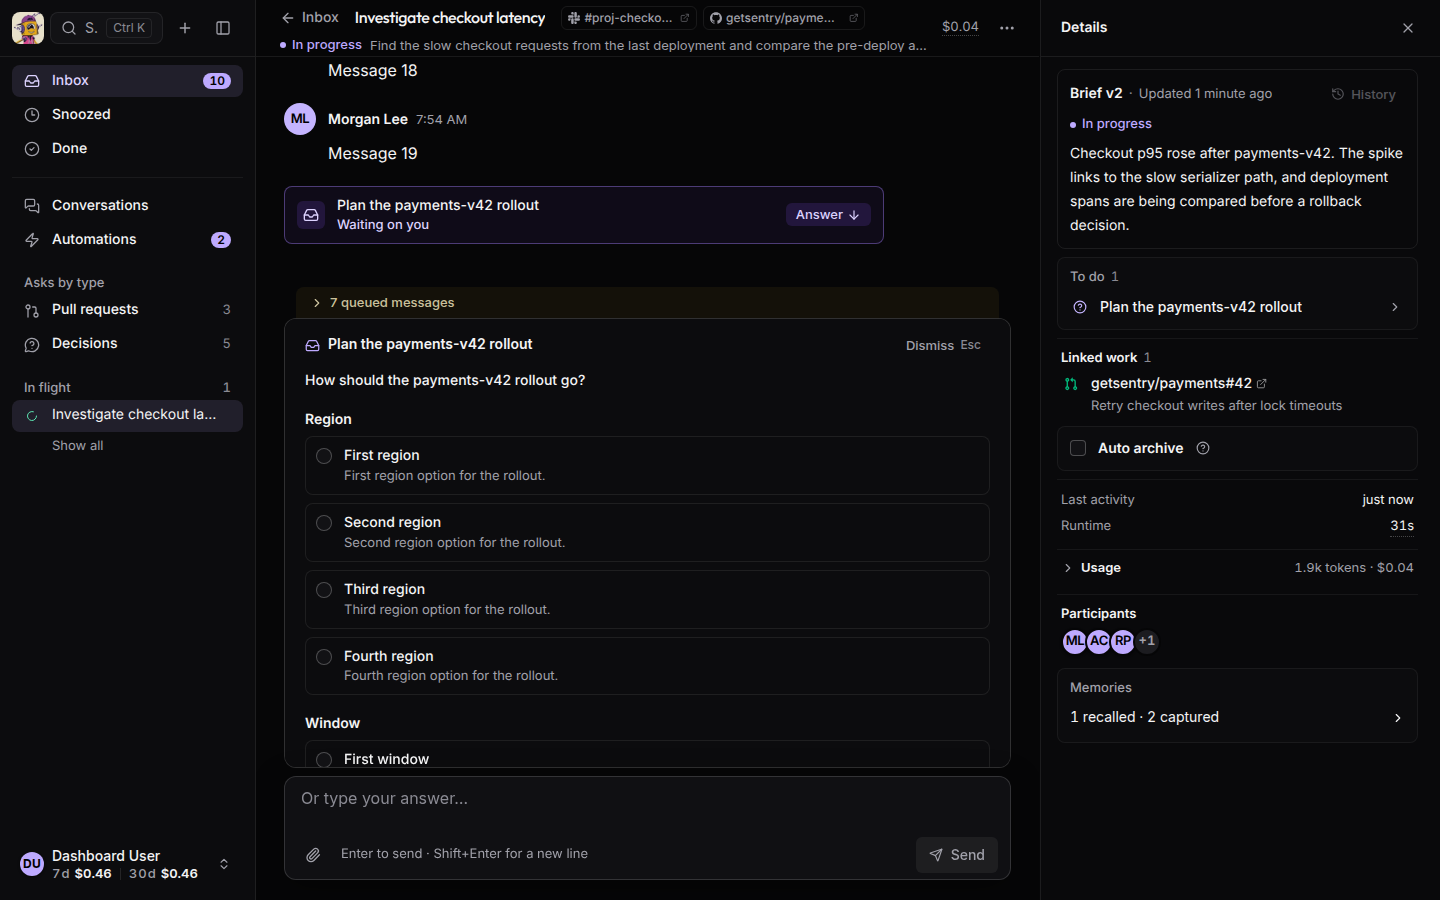 S. Ctrl K
Inbox 10
Snoozed
Done
Conversations
Automations 2
Asks by type
Pull requests 3
Decisions 5
In flight 1
Investigate checkout la...
Show all
DU Dashboard User
7d $0.46 30d $0.46
Inbox Investigate checkout latency #proj-checko... getsentry/payme... $0.04
In progress Find the slow checkout requests from the last deployment and compare the pre-deploy a...
Message 18
ML Morgan Lee 7:54 AM
Message 19
Plan the payments-v42 rollout
Waiting on you
Answer
7 queued messages
Plan the payments-v42 rollout Dismiss Esc
How should the payments-v42 rollout go?
Region
First region
First region option for the rollout.
Second region
Second region option for the rollout.
Third region
Third region option for the rollout.
Fourth region
Fourth region option for the rollout.
Window
First window
Or type your answer...
Enter to send · Shift+Enter for a new line Send
Details
Brief v2 · Updated 1 minute ago History
In progress
Checkout p95 rose after payments-v42. The spike
links to the slow serializer path, and deployment
spans are being compared before a rollback
decision.
To do 1
Plan the payments-v42 rollout
Linked work 1
getsentry/payments#42
Retry checkout writes after lock timeouts
Auto archive
Last activity just now
Runtime 31s
Usage 1.9k tokens · $0.04
Participants
ML AC RP +1
Memories
1 recalled · 2 captured